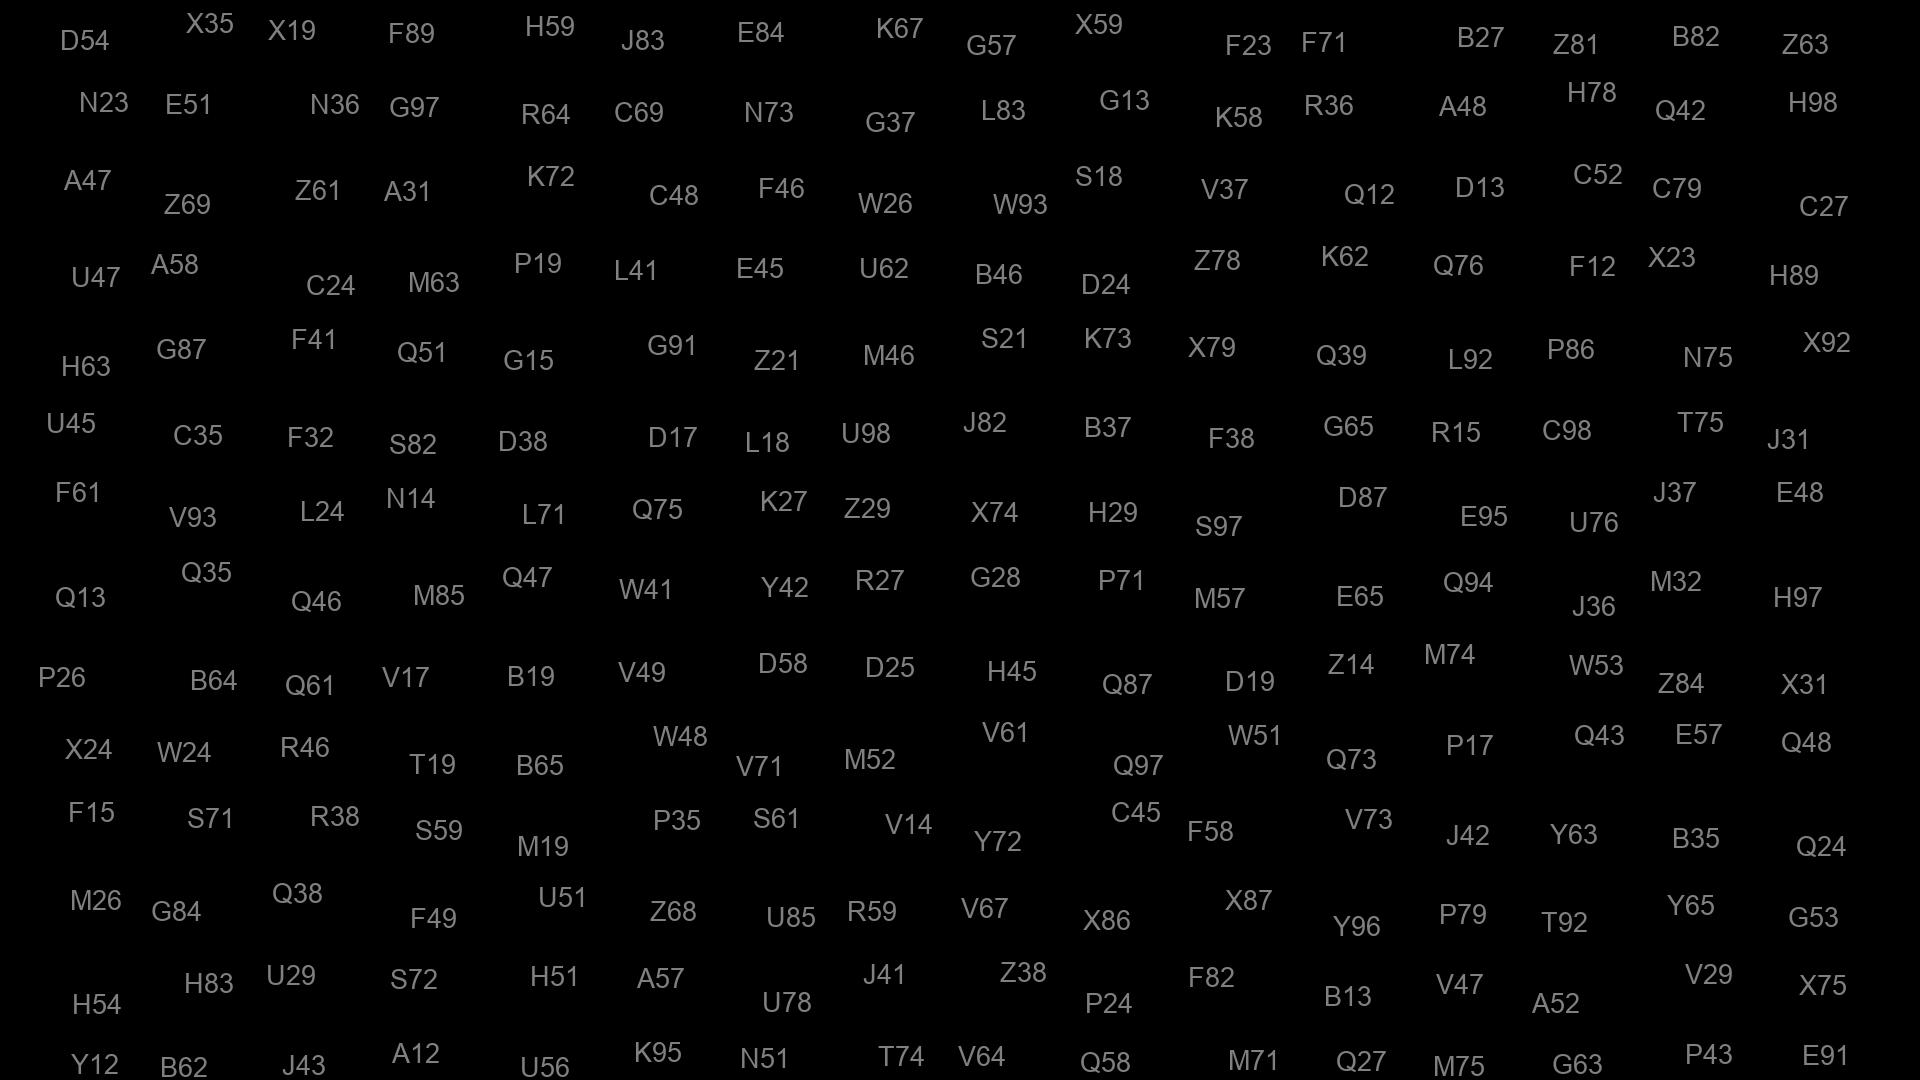 D54 X35 X19 F89 H59 J83 E84 K67 G57 X59 F23 F71 B27 Z81 B82 Z63
N23 E51 N36 G97 R64 C69 N73 G37 L83 G13 K58 R36 A48 H78 Q42 H98
A47 Z69 Z61 A31 K72 C48 F46 W26 W93 S18 V37 Q12 D13 C52 C79 C27
U47 A58 C24 M63 P19 L41 E45 U62 B46 D24 Z78 K62 Q76 F12 X23 H89
H63 G87 F41 Q51 G15 G91 Z21 M46 S21 K73 X79 Q39 L92 P86 N75 X92
U45 C35 F32 S82 D38 D17 L18 U98 J82 B37 F38 G65 R15 C98 T75 J31
F61 V93 L24 N14 L71 Q75 K27 Z29 X74 H29 S97 D87 E95 U76 J37 E48
Q13 Q35 Q46 M85 Q47 W41 Y42 R27 G28 P71 M57 E65 Q94 J36 M32 H97
P26 B64 Q61 V17 B19 V49 D58 D25 H45 Q87 D19 Z14 M74 W53 Z84 X31
X24 W24 R46 T19 B65 W48 V71 M52 V61 Q97 W51 Q73 P17 Q43 E57 Q48
F15 S71 R38 S59 M19 P35 S61 V14 Y72 C45 F58 V73 J42 Y63 B35 Q24
M26 G84 Q38 F49 U51 Z68 U85 R59 V67 X86 X87 Y96 P79 T92 Y65 G53
H54 H83 U29 S72 H51 A57 U78 J41 Z38 P24 F82 B13 V47 A52 V29 X75
Y12 B62 J43 A12 U56 K95 N51 T74 V64 Q58 M71 Q27 M75 G63 P43 E91